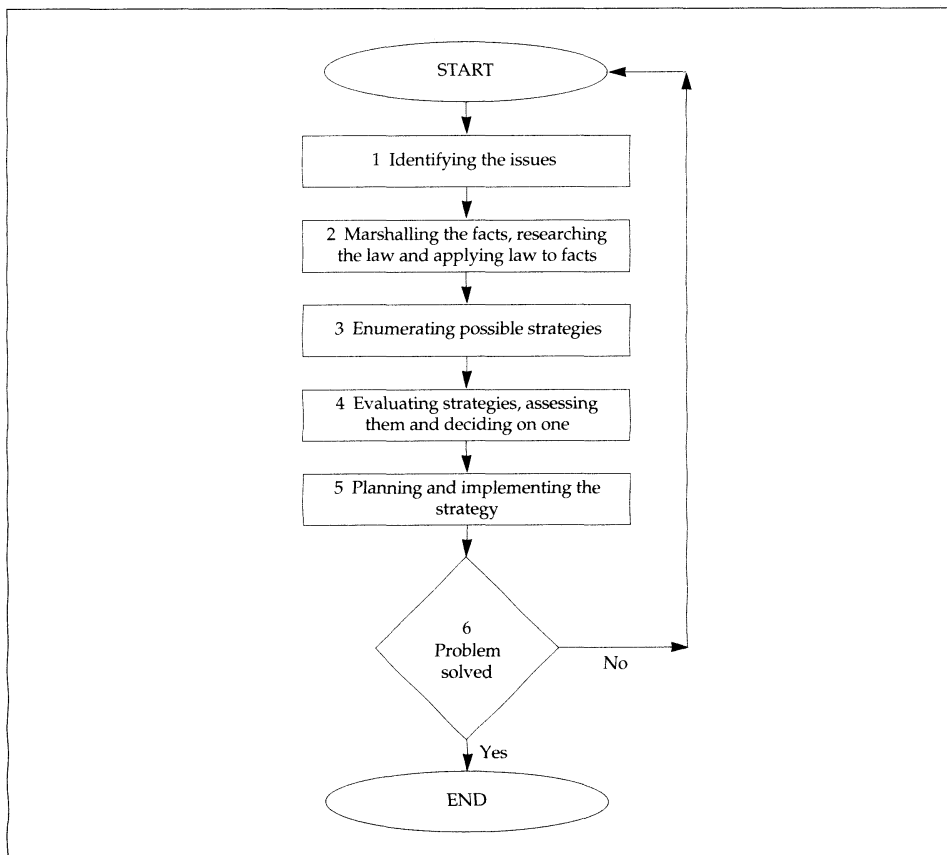 START
1 Identifying the issues
2 Marshalling the facts, researching
the law and applying law to facts
3 Enumerating possible strategies
4 Evaluating strategies, assessing
them and deciding on one
5 Planning and implementing the
strategy
6
Problem
solved
No
Yes
END